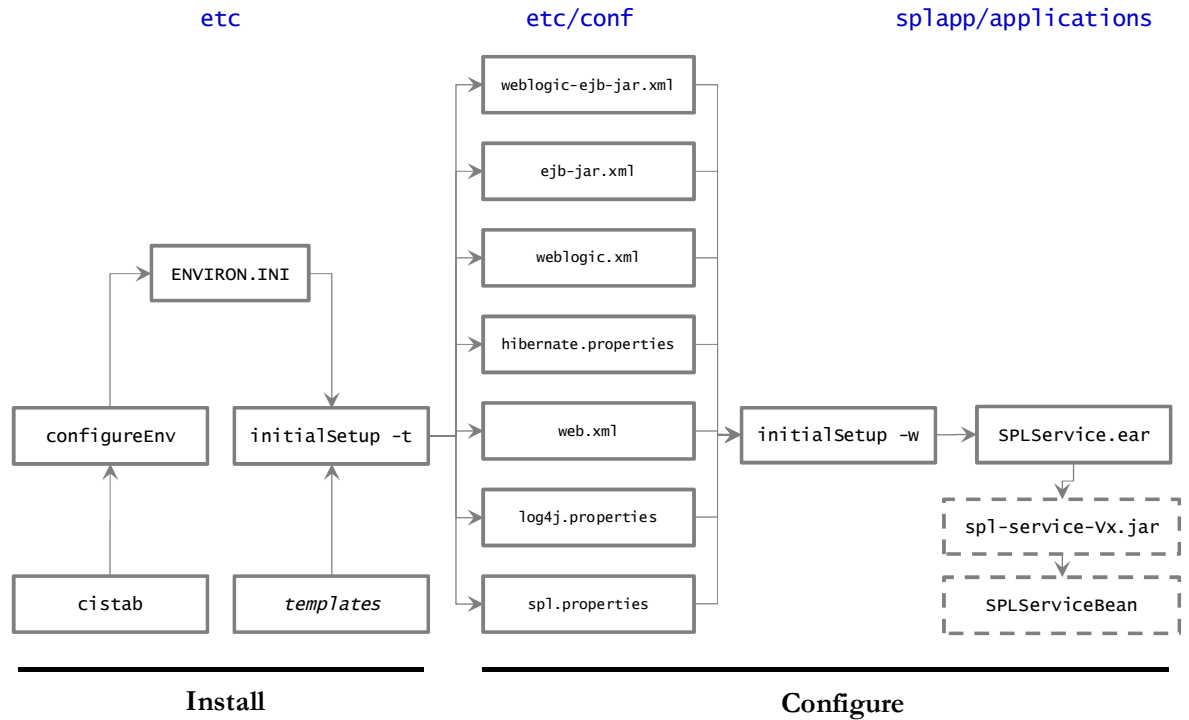 etc
etc/conf
splapp/applications
weblogic-ejb-jar.xml
ejb-jar.xml
weblogic.xml
ENVIRON.INI
hibernate.properties
configureEnv
initialSetup -t
web.xml
initialSetup -w
SPLService.ear
log4j.properties
spl-service-Vx.jar
cistab
templates
spl.properties
SPLServiceBean
Install
Configure